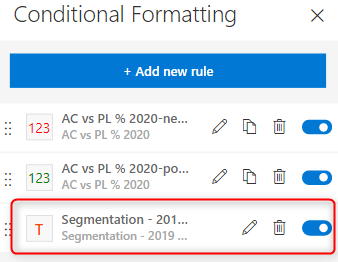 Conditional Formatting
+ Add new rule
123 AC vs PL % 2020-ne...
AC vs PL % 2020
123 AC vs PL % 2020-po...
AC vs PL % 2020
T Segmentation - 201...
Segmentation - 2019 ...